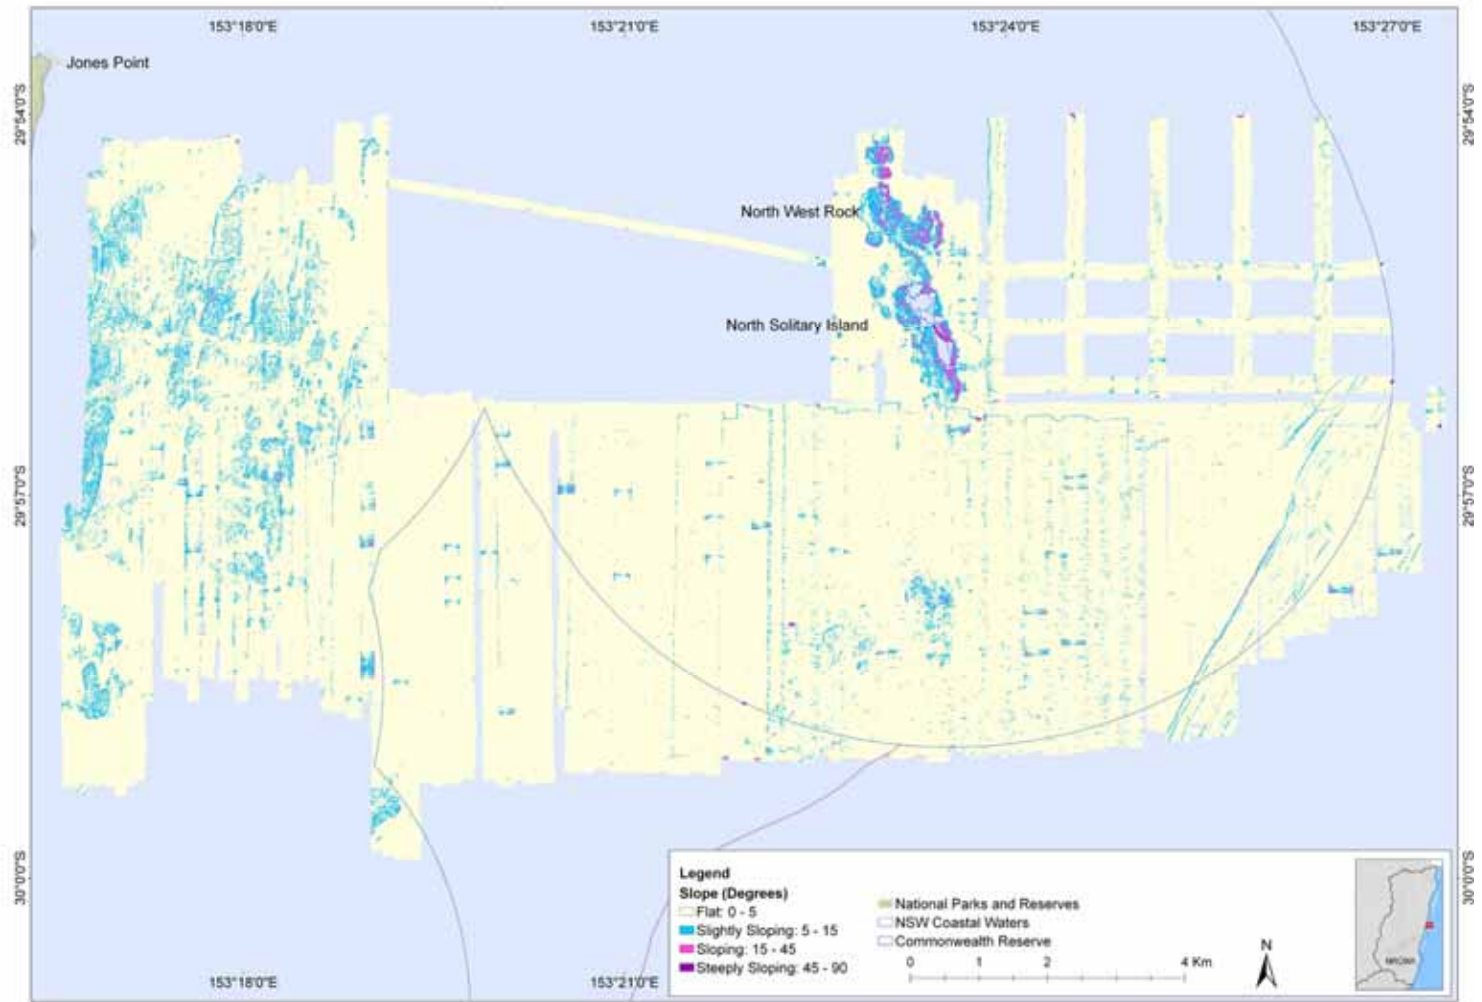 153°18'0"E
153°21'0"E
153°24'0"E
153°27'0"E
Jones Point
29°54'0"S
29°54'0"S
North West Rock
North Solitary Island
29°57'0"S
29°57'0"S
30°0'0"S
30°0'0"S
Legend
Slope (Degrees)
Flat: 0 - 5
Slightly Sloping: 5 - 15
Sloping: 15 - 45
Steeply Sloping: 45 - 90
National Parks and Reserves
NSW Coastal Waters
Commonwealth Reserve
N
0 1 2 4 Km
153°18'0"E
153°21'0"E